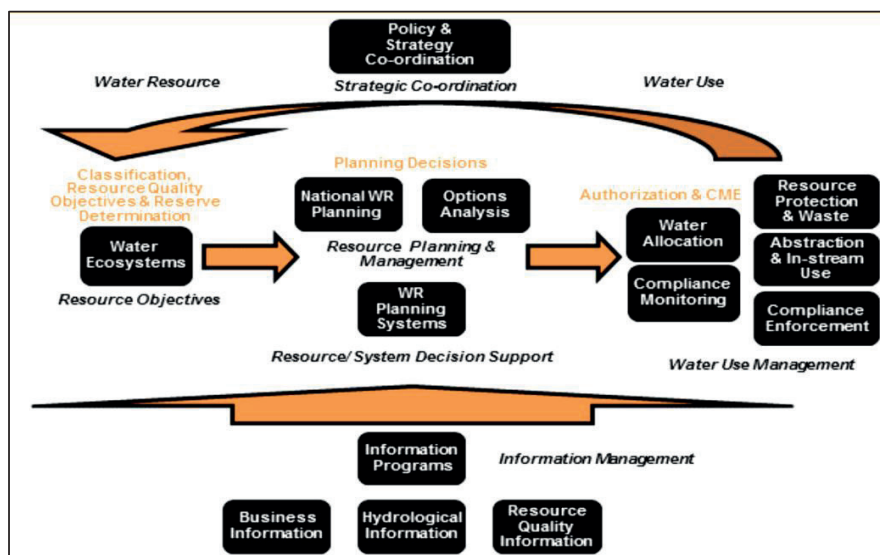 Policy &
Strategy
Co-ordination
Water Resource
Strategic Co-ordination
Water Use
Classification,
Resource Quality
Objectives & Reserve
Determination
Water
Ecosystems
Resource Objectives
Planning Decisions
National WR
Planning
Options
Analysis
Resource Planning &
Management
WR
Planning
Systems
Resource/ System Decision Support
Authorization & CME
Water
Allocation
Compliance
Monitoring
Resource
Protection
& Waste
Abstraction
& In-stream
Use
Compliance
Enforcement
Water Use Management
Information
Programs
Information Management
Business
Information
Hydrological
Information
Resource
Quality
Information